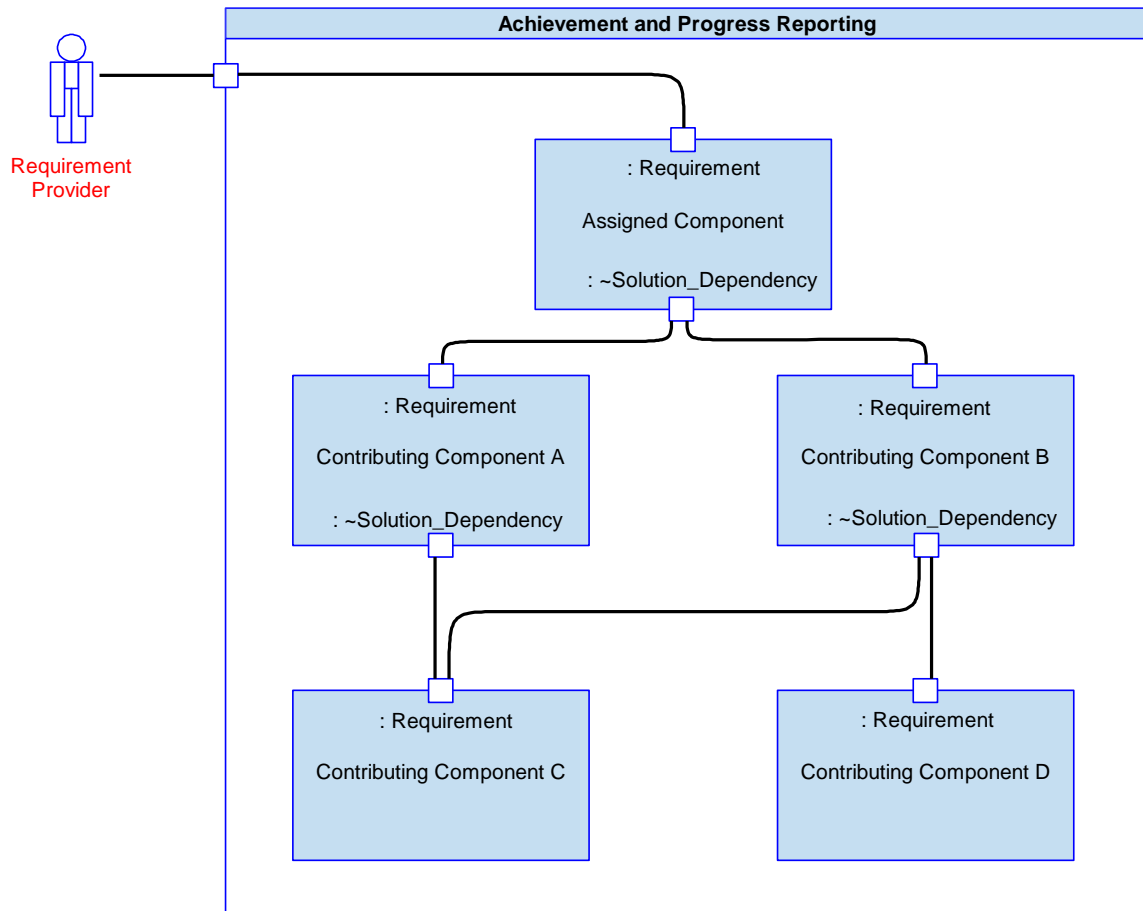 Achievement and Progress Reporting
Requirement
Provider
: Requirement
Assigned Component
: ~Solution_Dependency
: Requirement
Contributing Component A
: ~Solution_Dependency
: Requirement
Contributing Component B
: ~Solution_Dependency
: Requirement
Contributing Component C
: Requirement
Contributing Component D